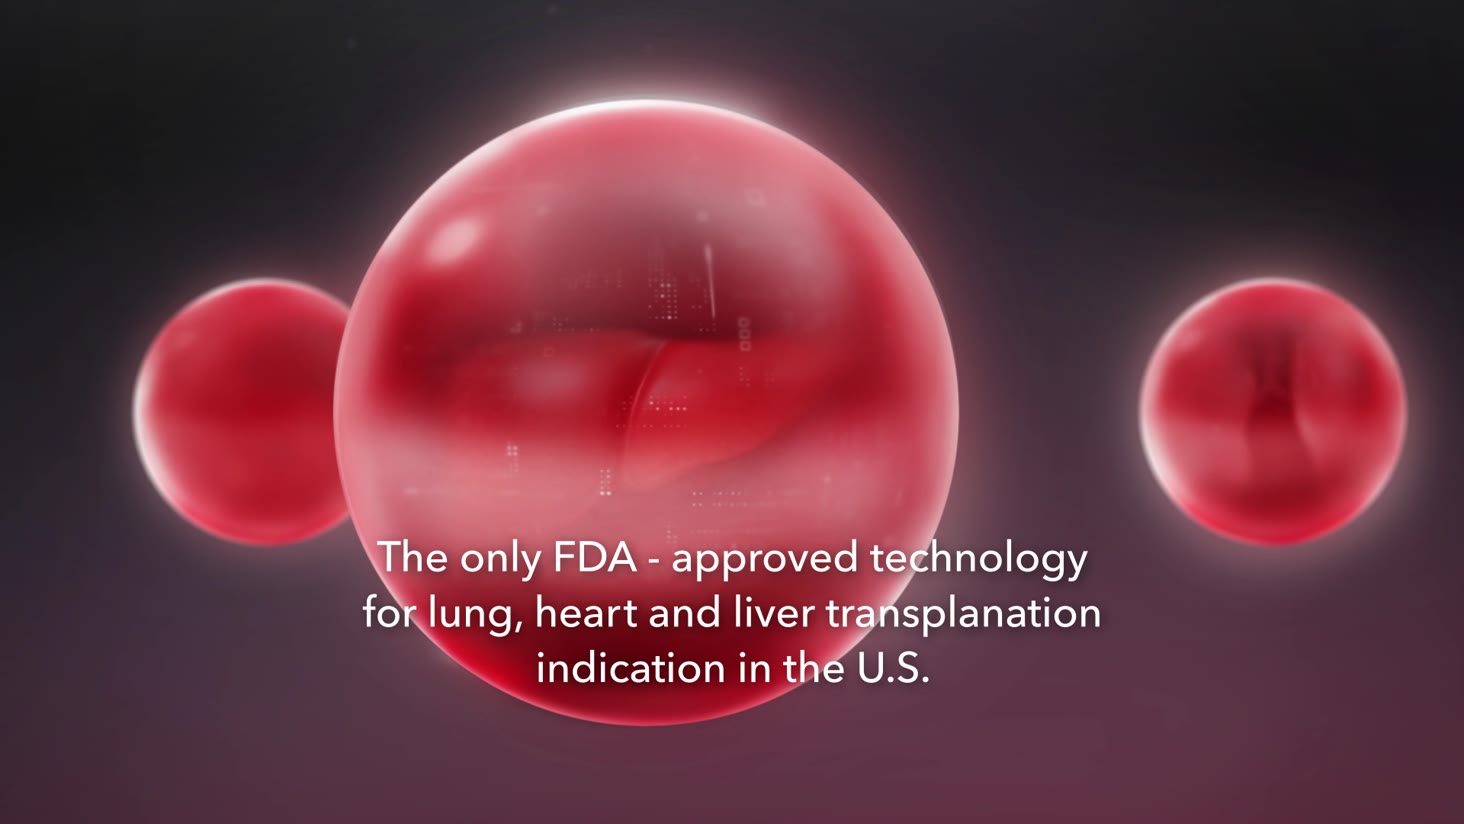 The only FDA - approved technology
for lung, heart and liver transplanation
indication in the U.S.